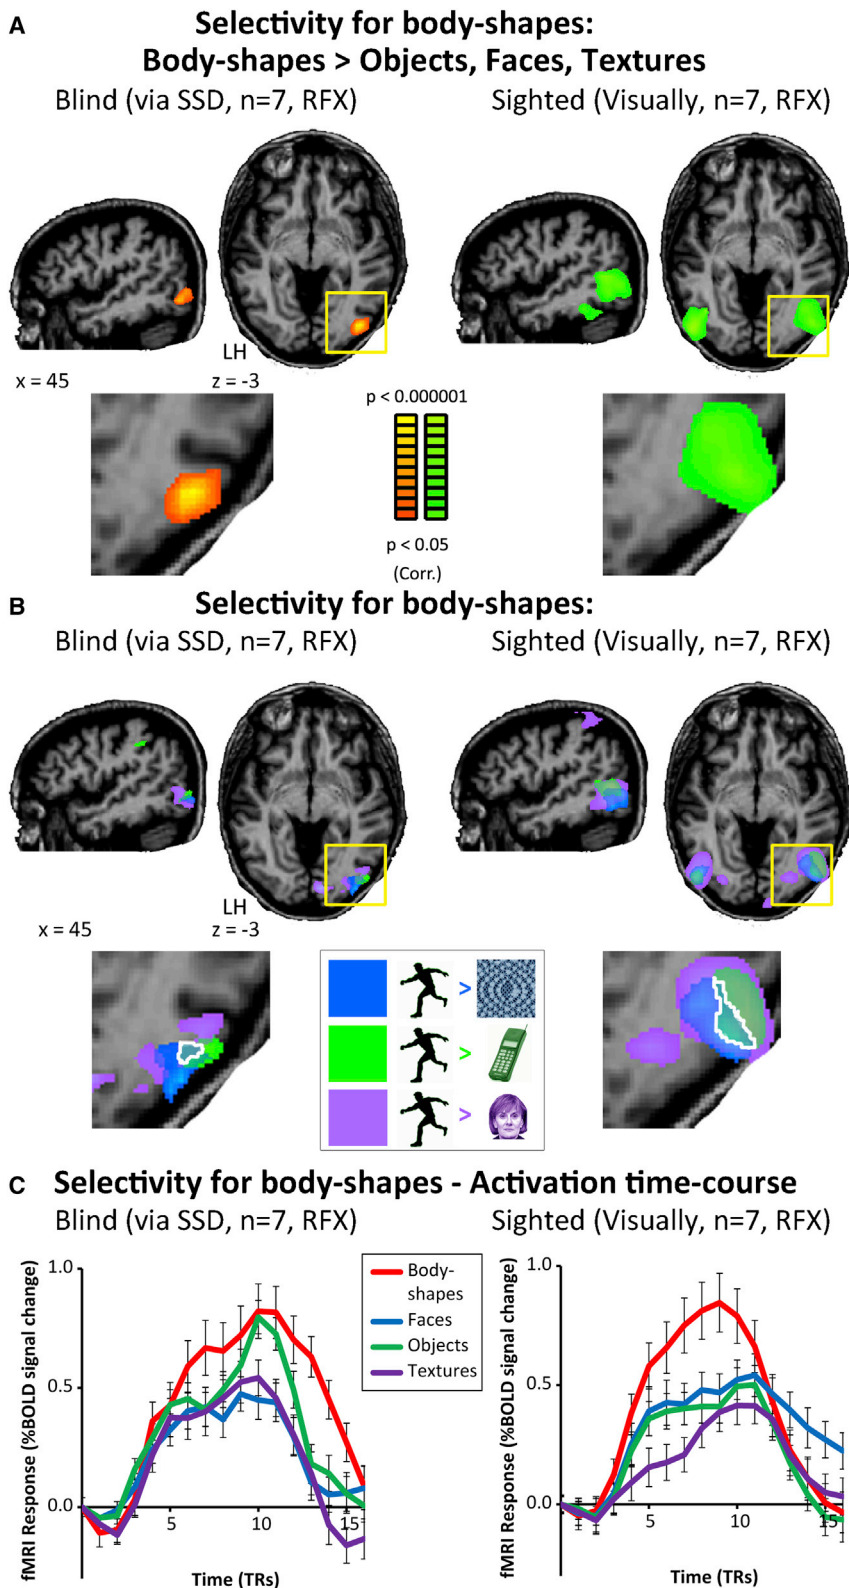 A
Selectivity for body-shapes:
Body-shapes > Objects, Faces, Textures
Blind (via SSD, n=7, RFX)
Sighted (Visually, n=7, RFX)
LH
x = 45
z = -3
p < 0.000001
p < 0.05
(Corr.)
B
Selectivity for body-shapes:
Blind (via SSD, n=7, RFX)
Sighted (Visually, n=7, RFX)
LH
x = 45
z = -3
>
>
>
C
Selectivity for body-shapes - Activation time-course
Blind (via SSD, n=7, RFX)
Sighted (Visually, n=7, RFX)
fMRI Response (%BOLD signal change)
1.0
0.5
0.0
5
10
15
Time (TRs)
Body-
shapes
Faces
Objects
Textures
fMRI Response (%BOLD signal change)
1.0
0.5
0.0
5
10
15
Time (TRs)